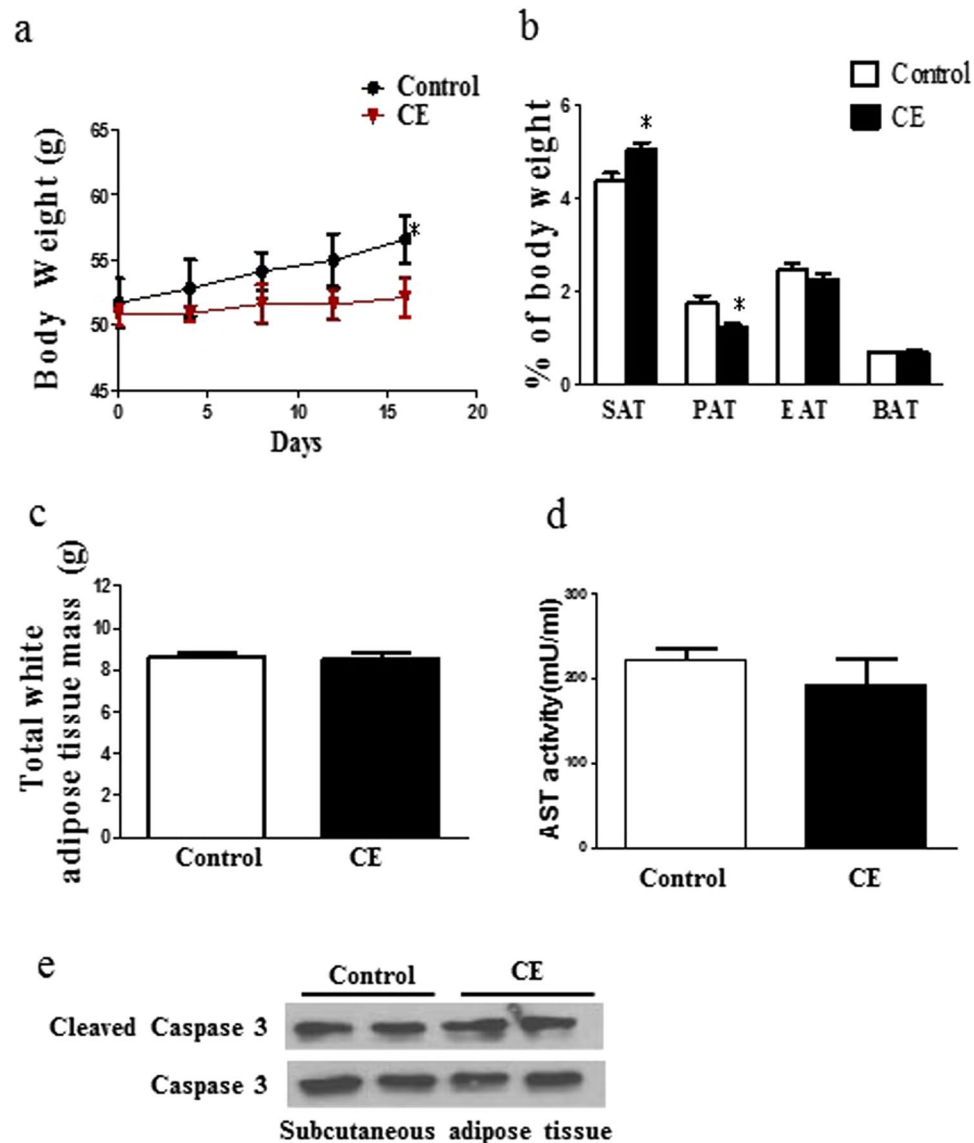 a
Control
CE
Body Weight (g)
65
60
55
50
45
*
0 5 10 15 20
Days
b
Control
CE
% of body weight
6
4
2
0
*
*
SAT PAT EAT BAT
c
Total white
adipose tissue mass (g)
12
10
8
6
4
2
0
Control CE
d
AST activity(mU/ml)
300
200
100
0
Control CE
e
Control CE
Cleaved Caspase 3
Caspase 3
Subcutaneous adipose tissue